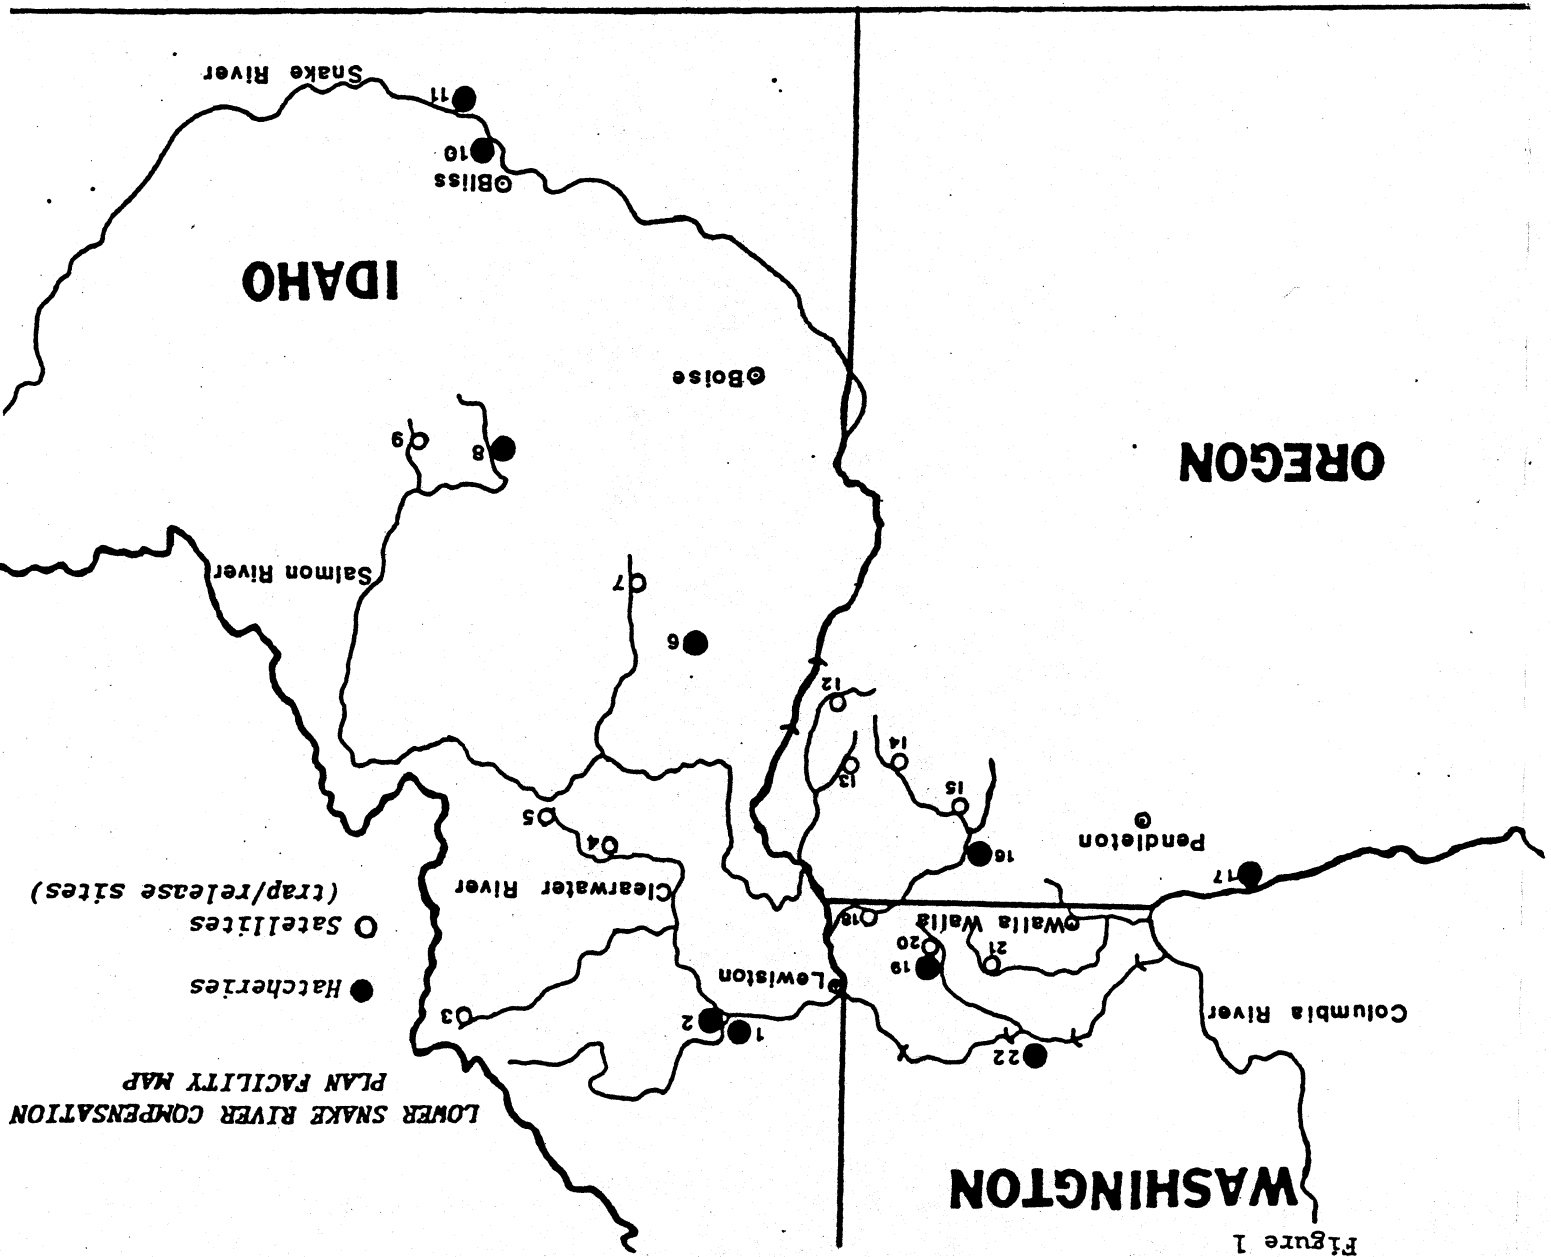 Figure 1
WASHINGTON
LOWER SNAKE RIVER COMPENSATION
PLAN FACILITY MAP
Hatcheries
Satellites
(trap/release sites)
Columbia River
22
1
2
3
Lewiston
19
20
21
18
Walla Walla
Clearwater River
4
5
17
16
Pendleton
15
14
13
12
6
7
Salmon River
OREGON
8
9
Boise
IDAHO
Bliss
10
11
Snake River